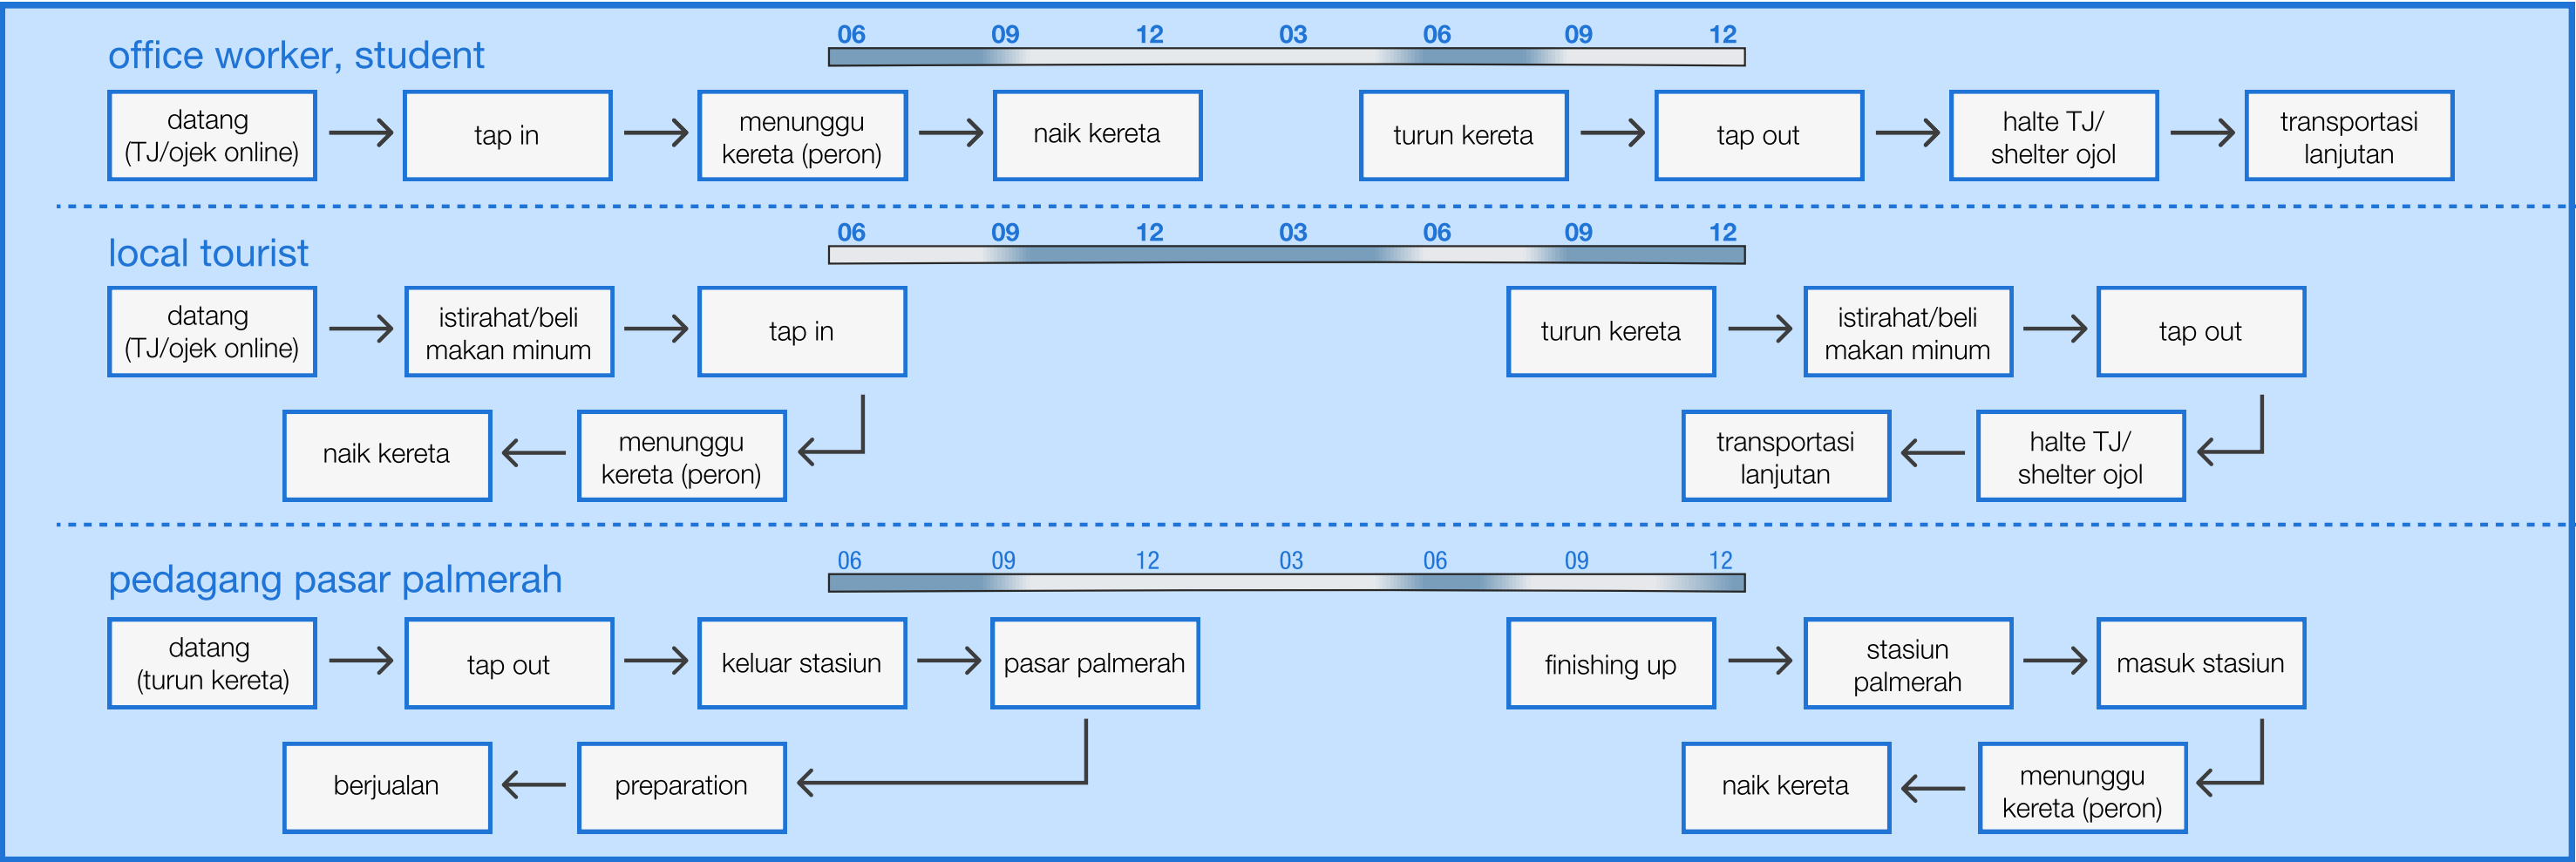 office worker, student
06 09 12 03 06 09 12
datang
(TJ/ojek online)
tap in
menunggu
kereta (peron)
naik kereta
turun kereta
tap out
halte TJ/
shelter ojol
transportasi
lanjutan
local tourist
06 09 12 03 06 09 12
datang
(TJ/ojek online)
istirahat/beli
makan minum
tap in
menunggu
kereta (peron)
naik kereta
turun kereta
istirahat/beli
makan minum
tap out
halte TJ/
shelter ojol
transportasi
lanjutan
pedagang pasar palmerah
06 09 12 03 06 09 12
datang
(turun kereta)
tap out
keluar stasiun
pasar palmerah
preparation
berjualan
finishing up
stasiun
palmerah
masuk stasiun
menunggu
kereta (peron)
naik kereta